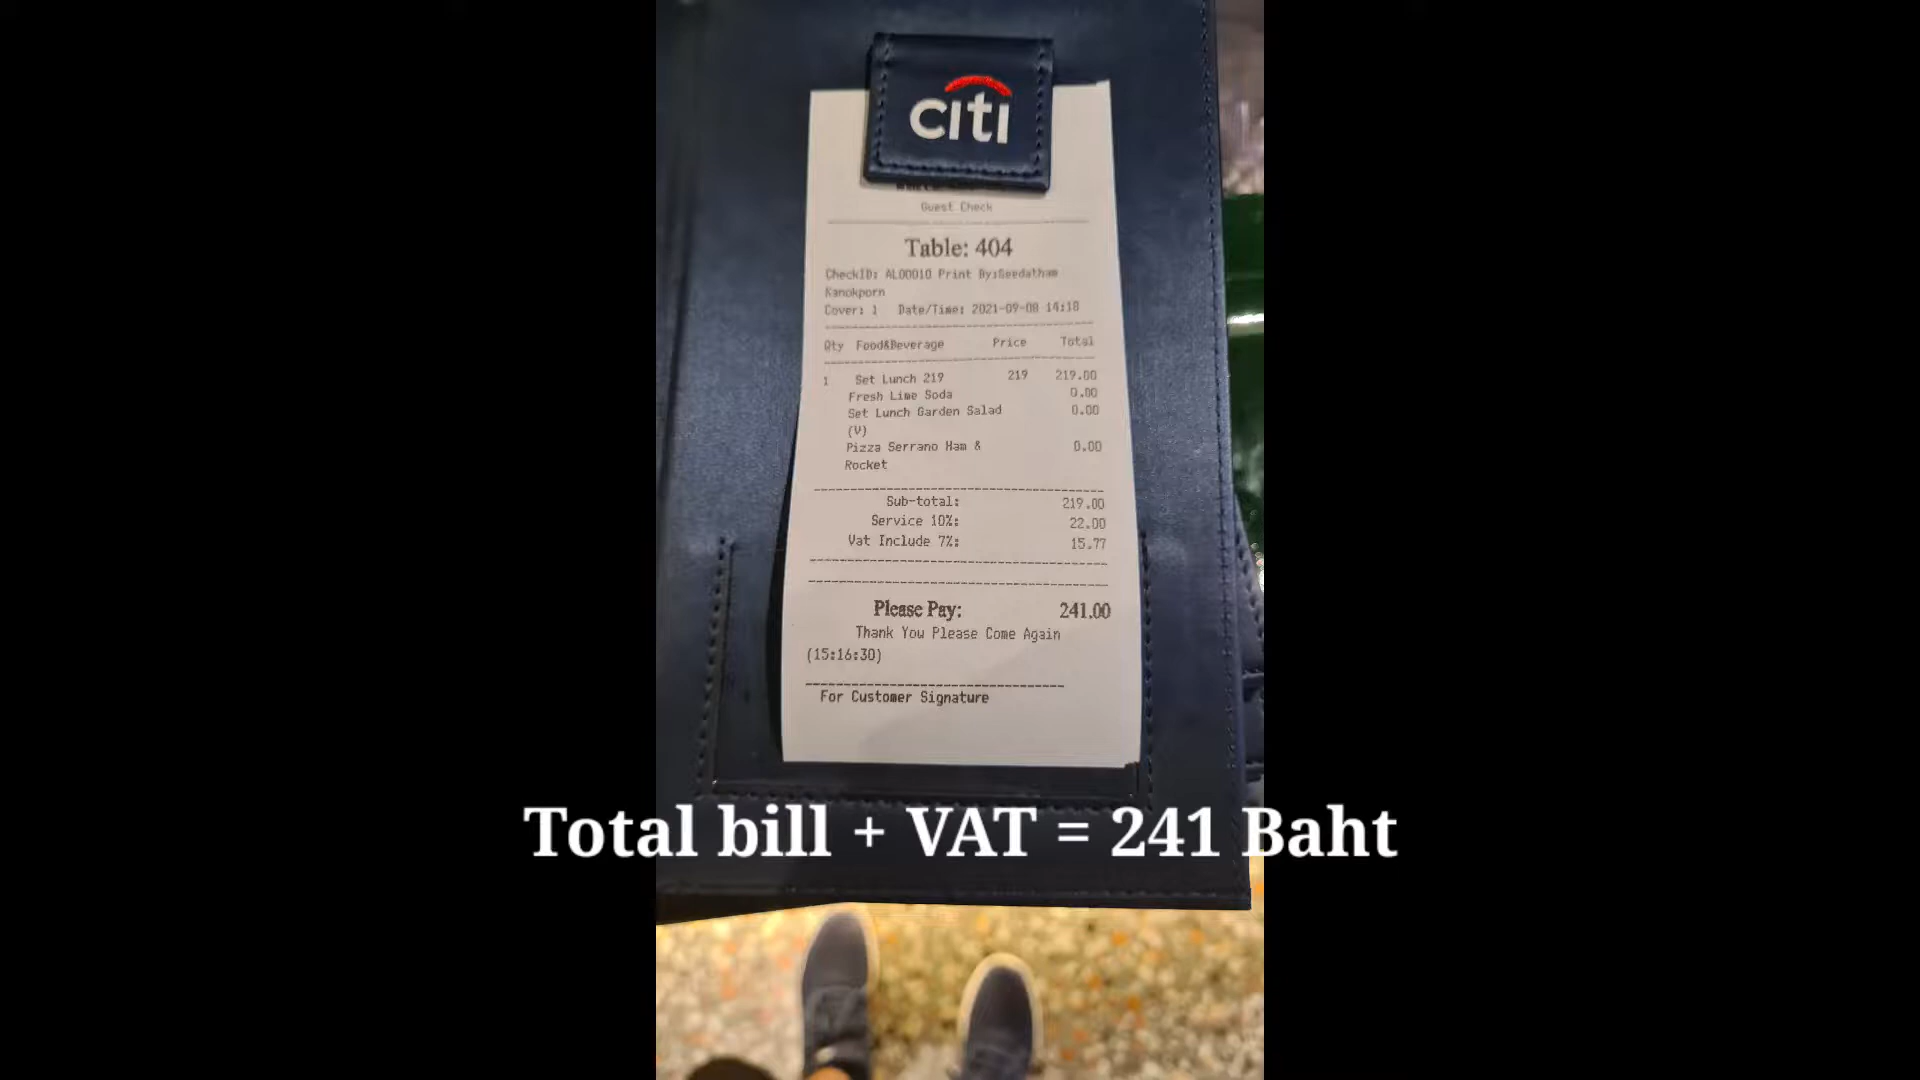 citi
Guest Check
Table: 404
CheckID: AL00010 Print By:Seedatham
Kanokporn
Cover: 1 Date/Time: 2021-09-08 14:18
Qty Food&Beverage Price Total
1 Set Lunch 219 219 219.00
Fresh Lime Soda 0.00
Set Lunch Garden Salad 0.00
(V)
Pizza Serrano Ham & 0.00
Rocket
Sub-total: 219.00
Service 10%: 22.00
Vat Include 7%: 15.77
Please Pay: 241.00
Thank You Please Come Again
(15:16:30)
For Customer Signature
Total bill + VAT = 241 Baht